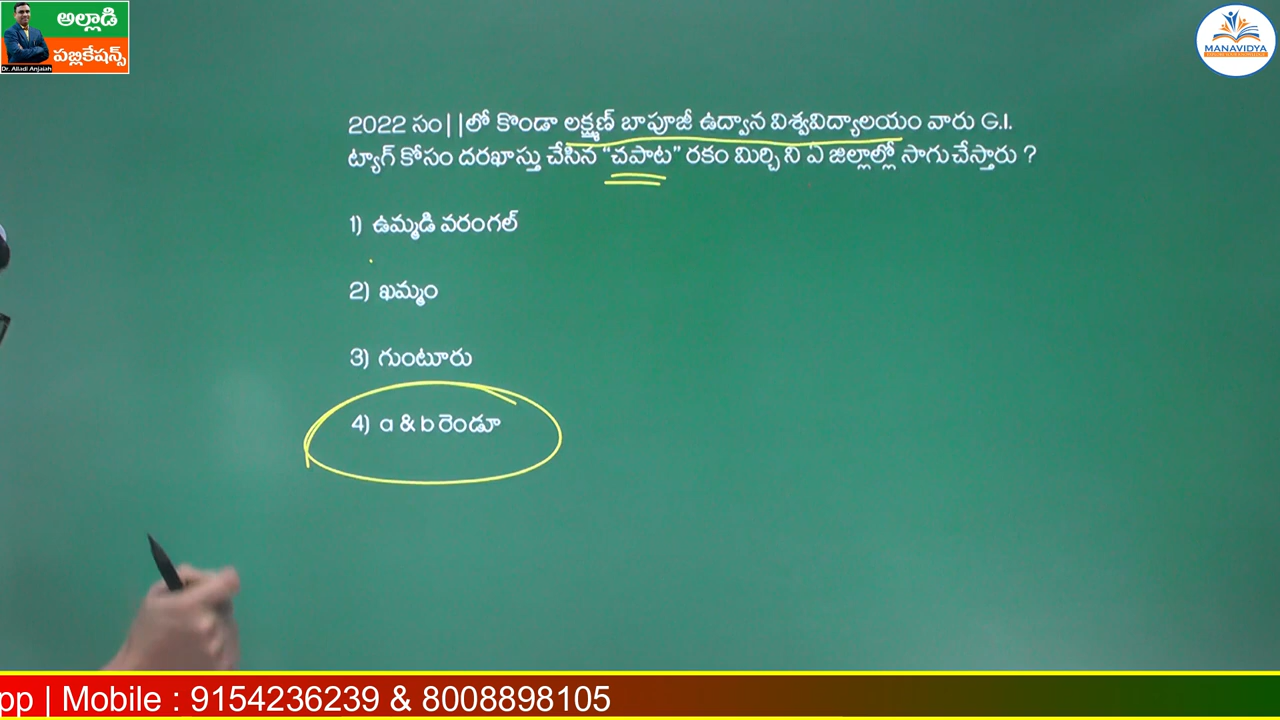 అల్లాడి
పబ్లికేషన్స్
Dr. Alladi Anjaiah
MANAVIDYA
2022 సం||లో కొండా లక్ష్మణ్ బాపూజీ ఉద్వాన విశ్వవిద్యాలయం వారు G.I.
ట్యాగ్ కోసం దరఖాస్తు చేసిన “చపాట” రకం మిర్చి ని ఏ జిల్లాల్లో సాగుచేస్తారు ?
1) ఉమ్మడి వరంగల్
2) ఖమ్మం
3) గుంటూరు
4) a & b రెండూ
pp | Mobile : 9154236239 & 8008898105